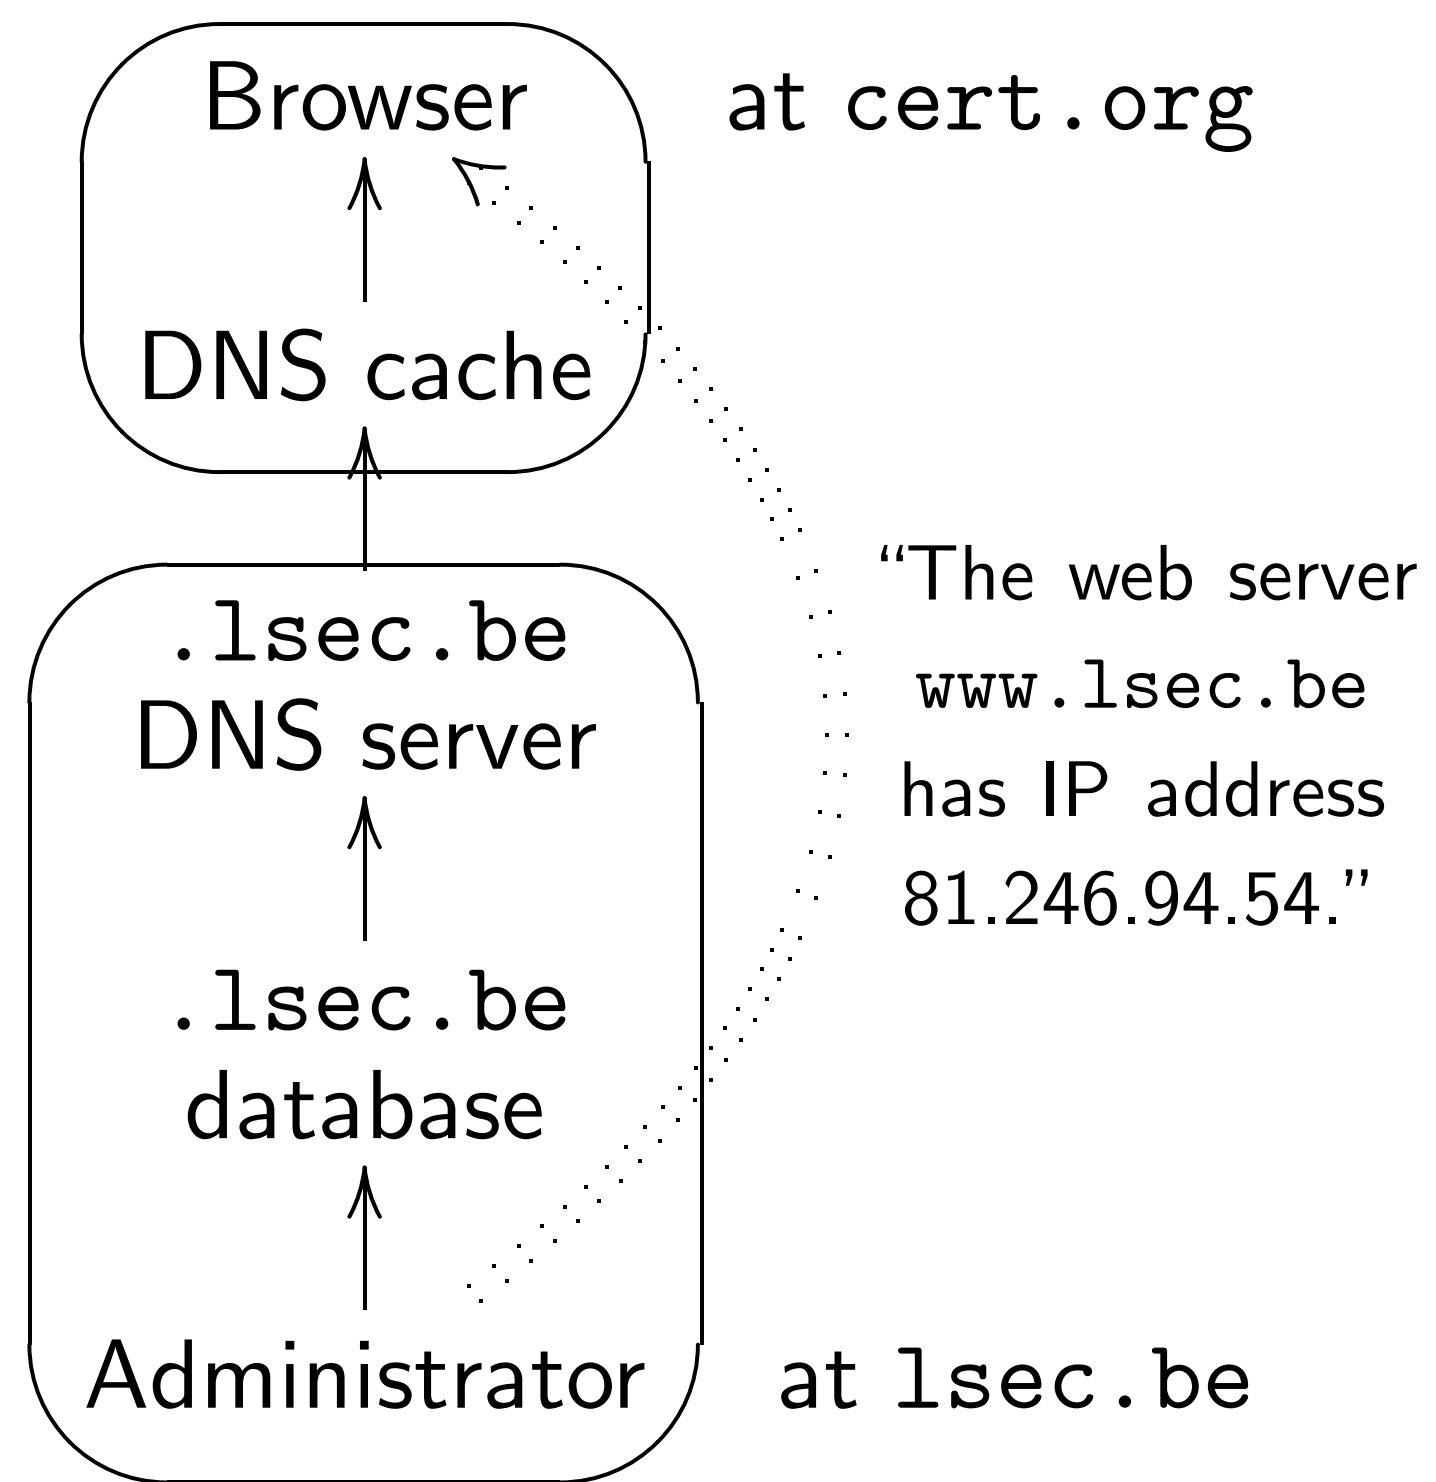 Browser
at cert.org
DNS cache
.lsec.be
DNS server
“The web server
www.lsec.be
has IP address
81.246.94.54.”
.lsec.be
database
Administrator
at lsec.be